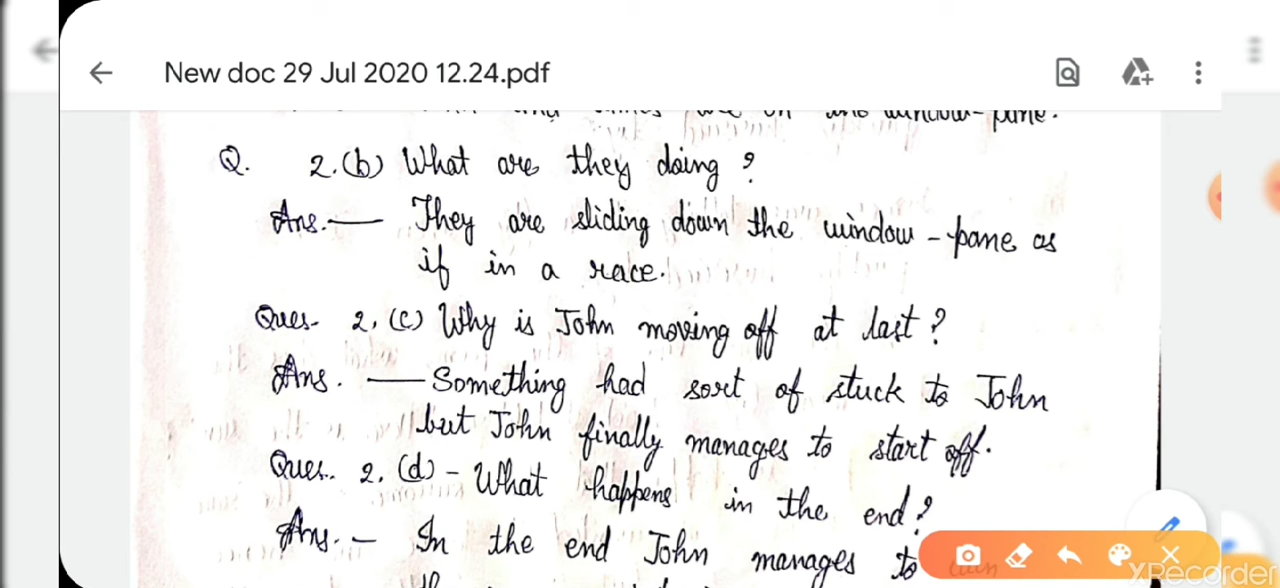 New doc 29 Jul 2020 12.24.pdf
window-pane.
Q. 2.(b) What are they doing ?
Ans. — They are sliding down the window-pane as
if in a race.
Ques- 2.(c) Why is John moving off at last ?
Ans. — Something had sort of stuck to John
but John finally manages to start off.
Ques. 2.(d) - What happens in the end ?
Ans. — In the end John manages to
XRecorder